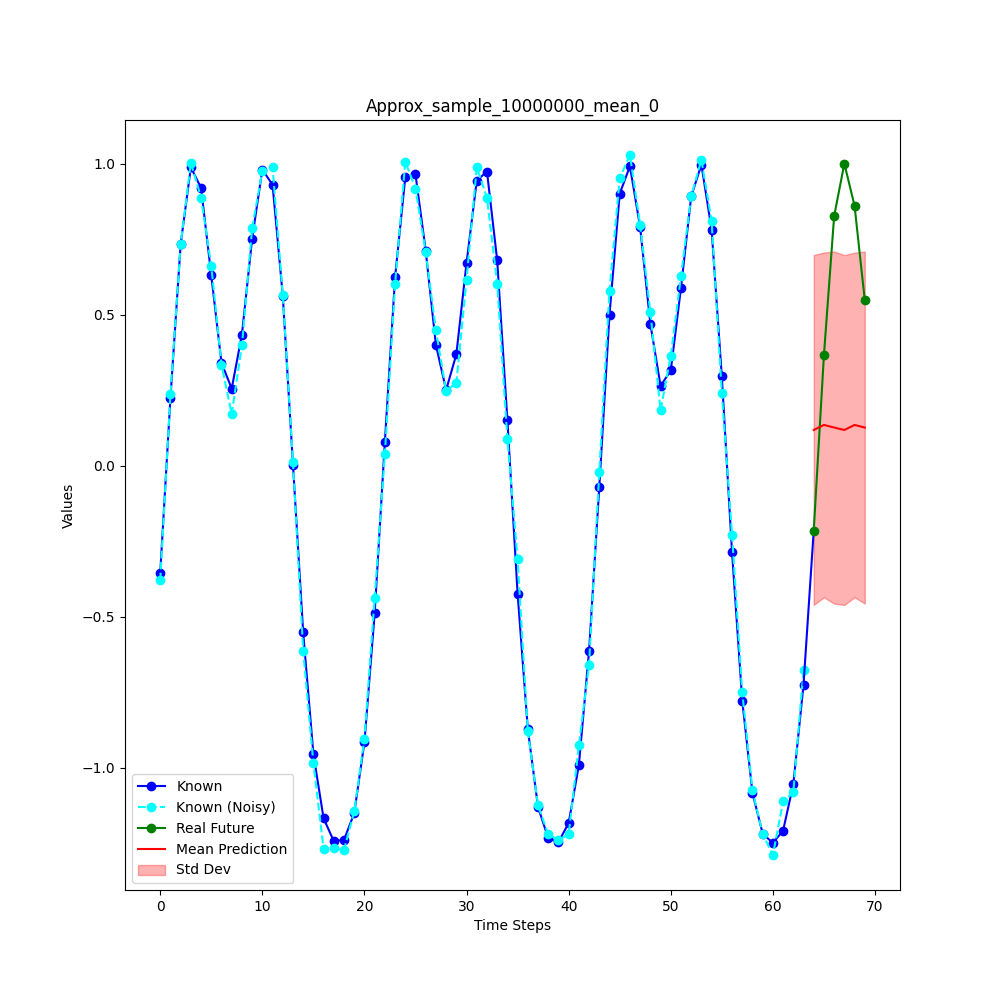 Approx_sample_10000000_mean_0
1.0
0.5
0.0
−0.5
−1.0
Values
Known
Known (Noisy)
Real Future
Mean Prediction
Std Dev
0 10 20 30 40 50 60 70
Time Steps